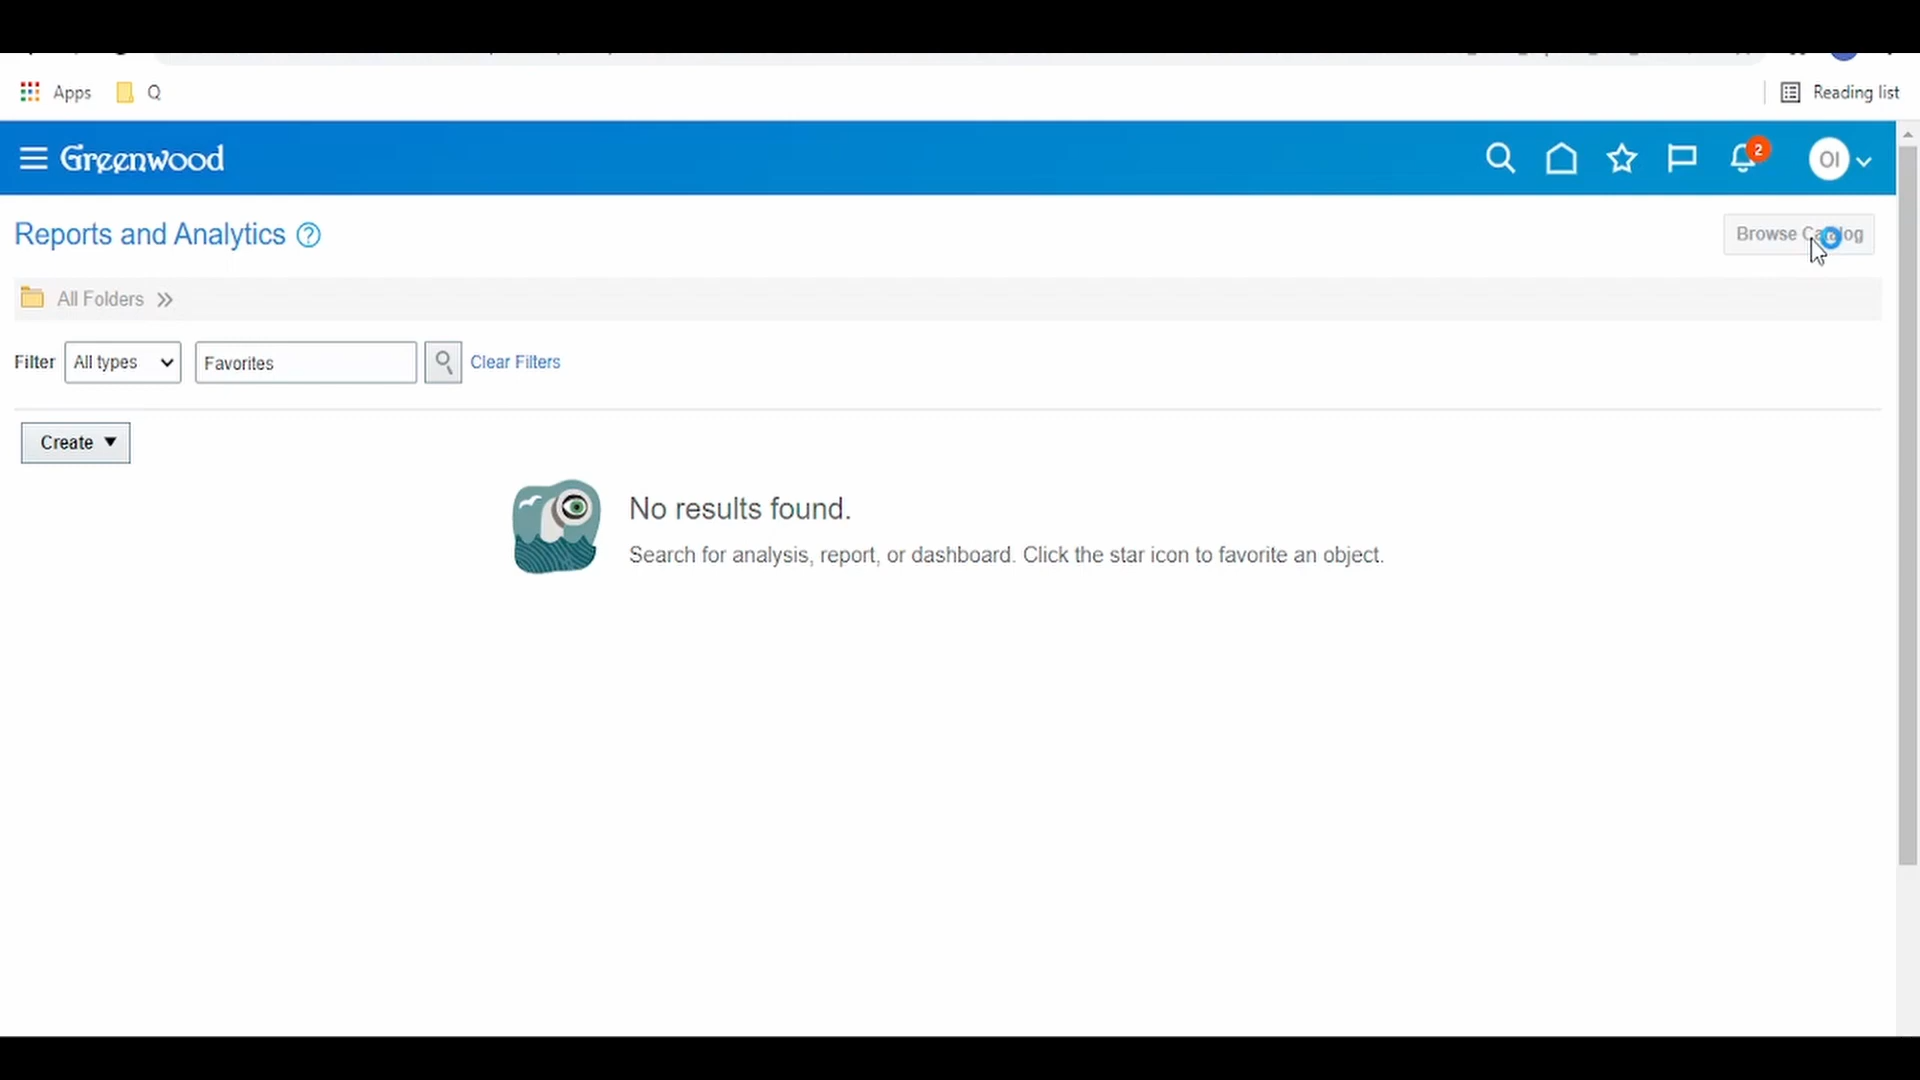 Apps Q Reading list
Greenwood 2 OI
Reports and Analytics ? Browse Catalog
All Folders »
Filter All types Favorites Clear Filters
Create
No results found.
Search for analysis, report, or dashboard. Click the star icon to favorite an object.